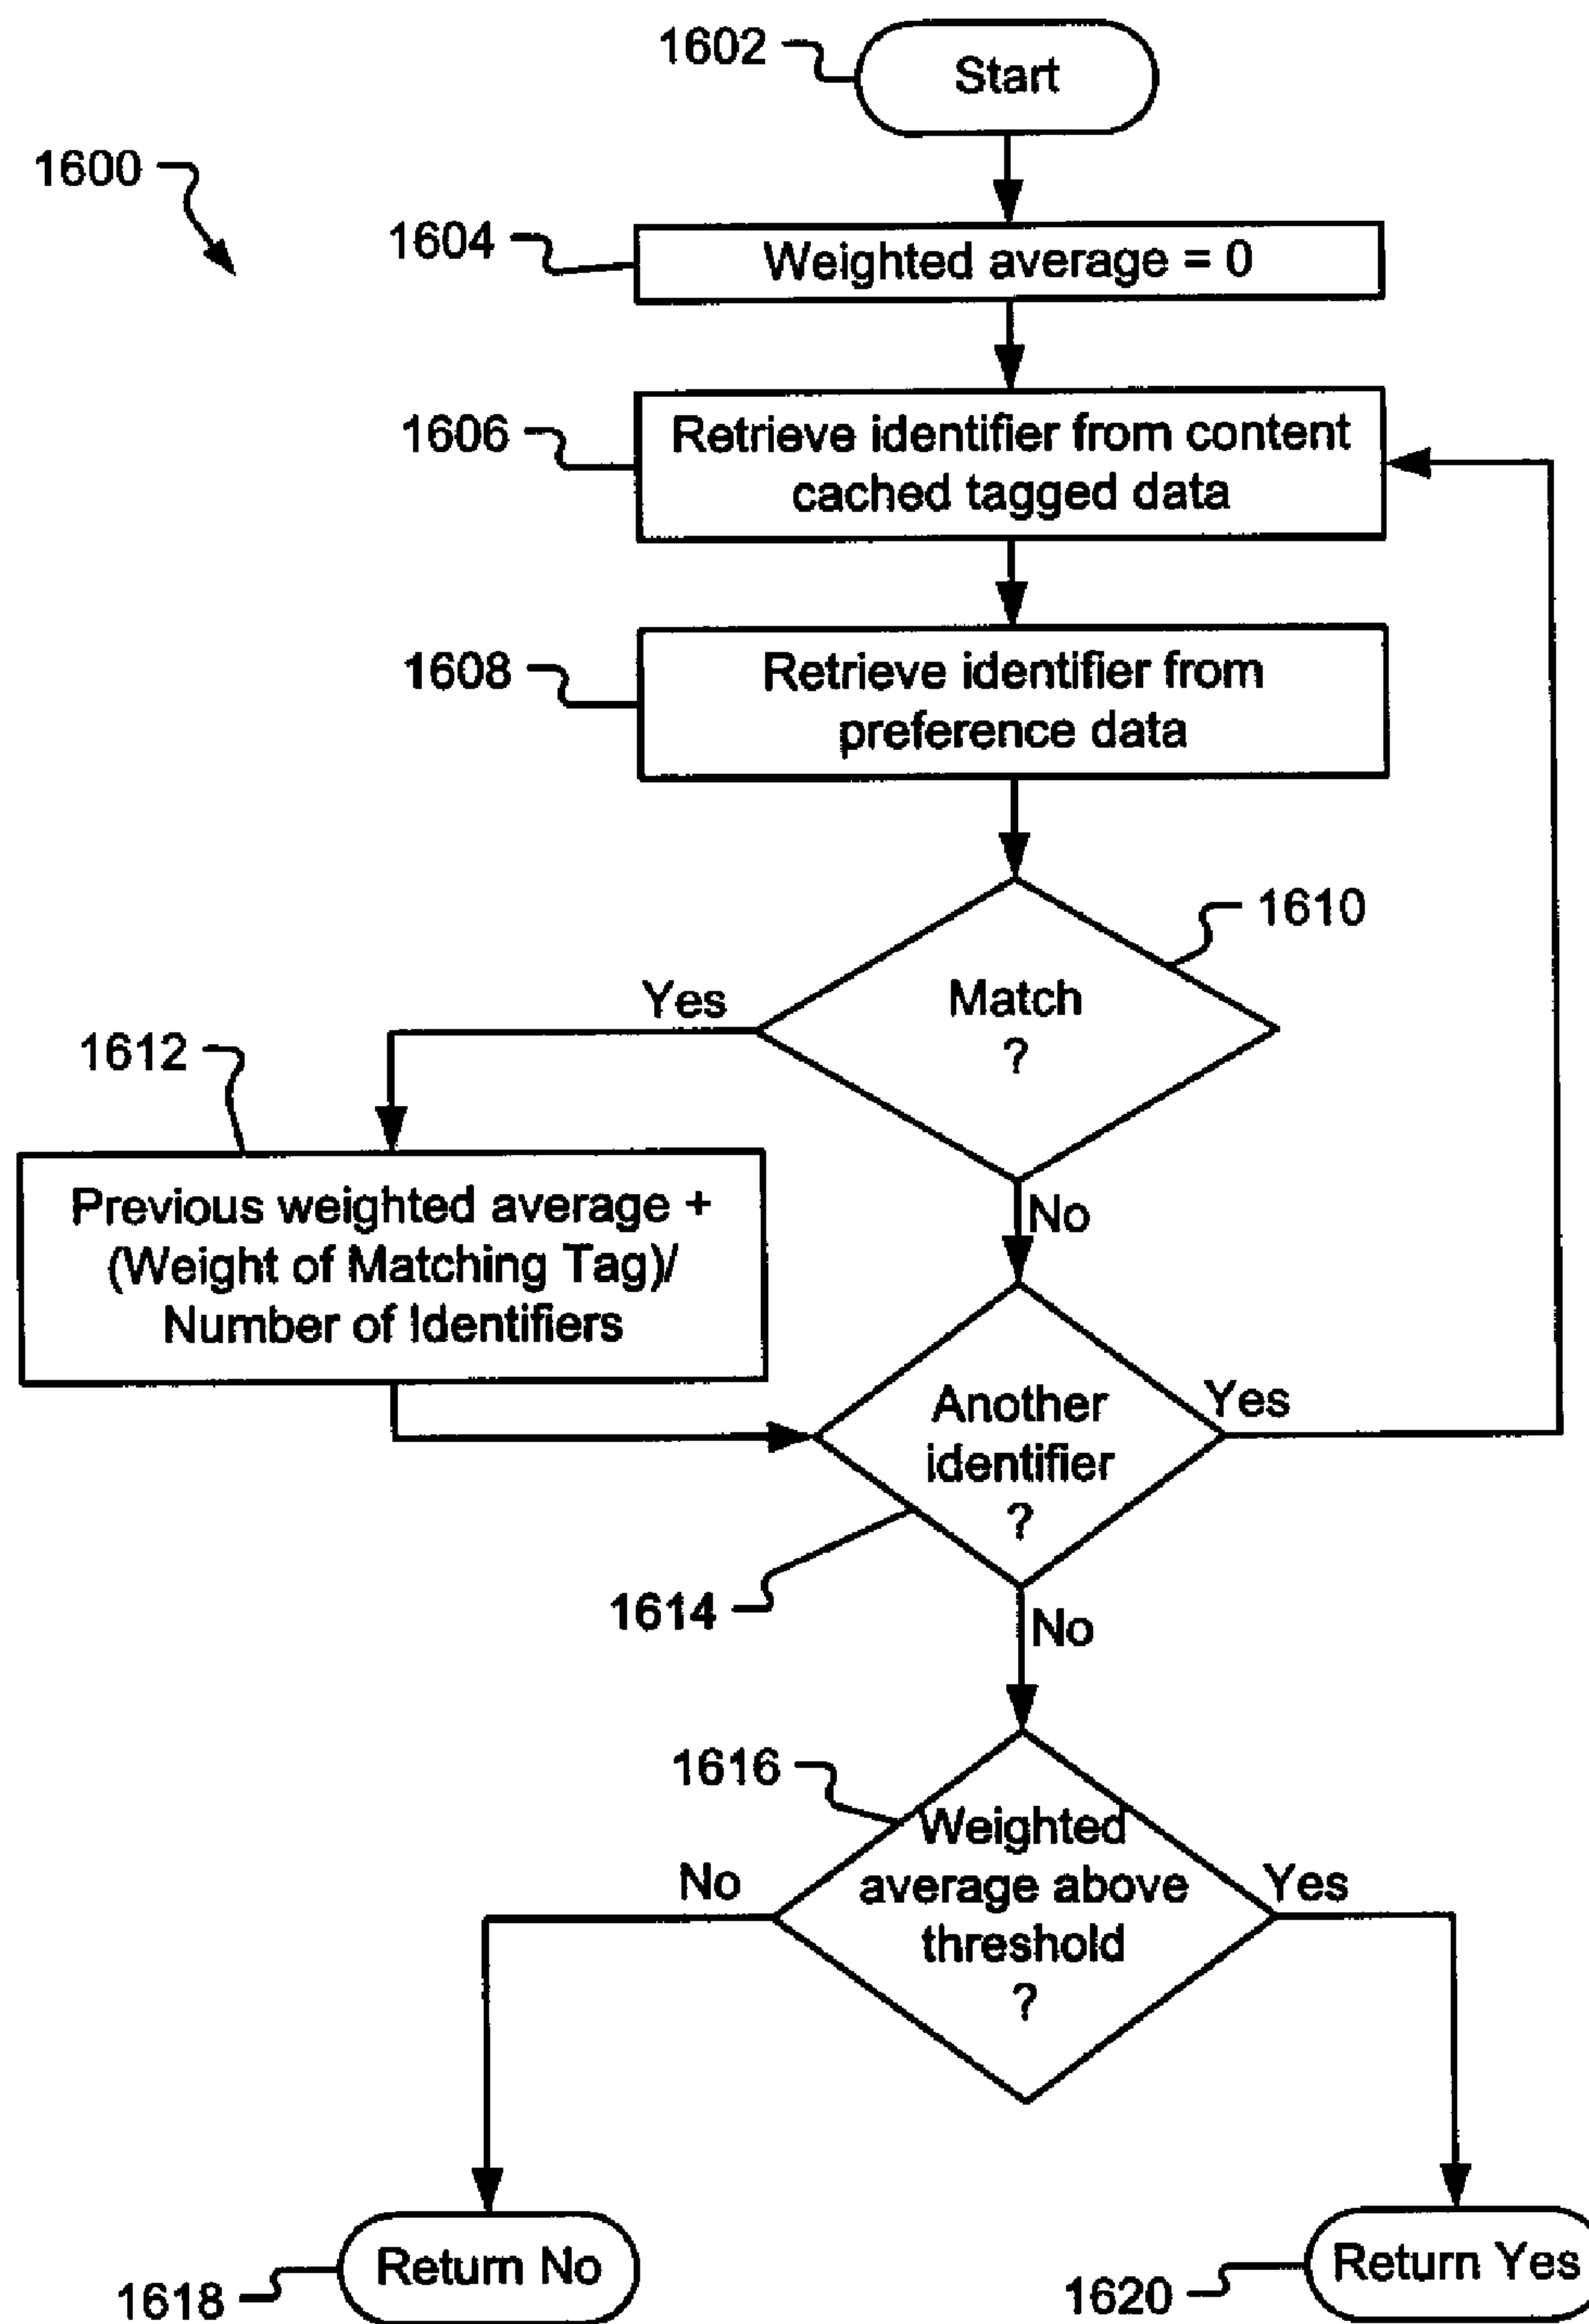 1602
Start
1600
1604
Weighted average = 0
1606
Retrieve identifier from content
cached tagged data
1608
Retrieve identifier from
preference data
1610
Match
?
Yes
No
1612
Previous weighted average +
(Weight of Matching Tag)/
Number of Identifiers
Another
identifier
?
Yes
1614
No
1616
Weighted
average above
threshold
?
No
Yes
Return No
1618
Return Yes
1620